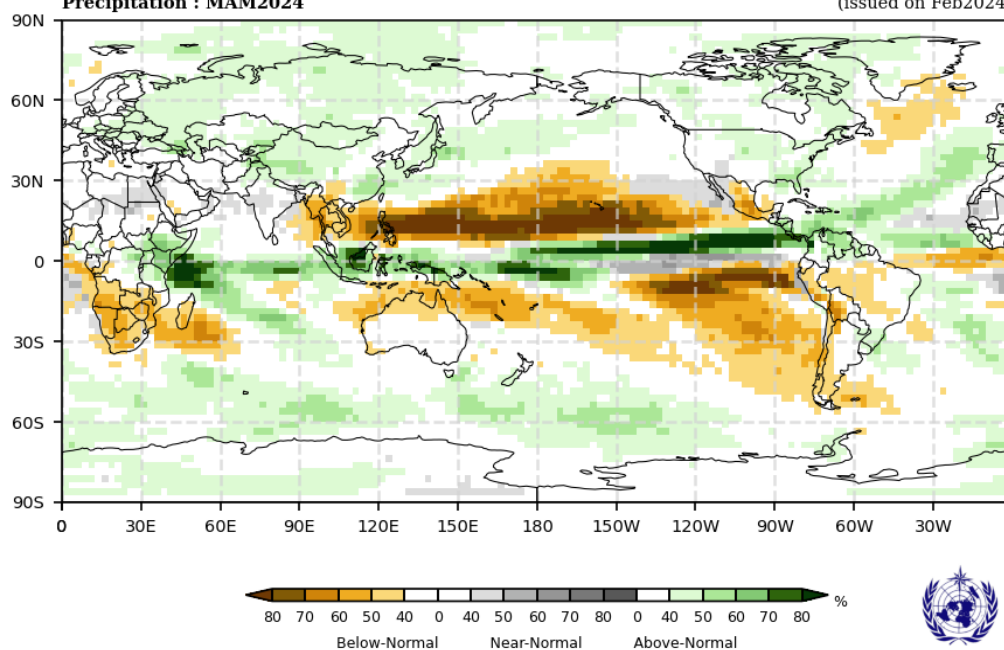 Precipitation : MAM2024 (issued on Feb2024
90N
60N
30N
0
30S
60S
90S
0 30E 60E 90E 120E 150E 180 150W 120W 90W 60W 30W
80 70 60 50 40 0 40 50 60 70 80 0 40 50 60 70 80 %
Below-Normal Near-Normal Above-Normal